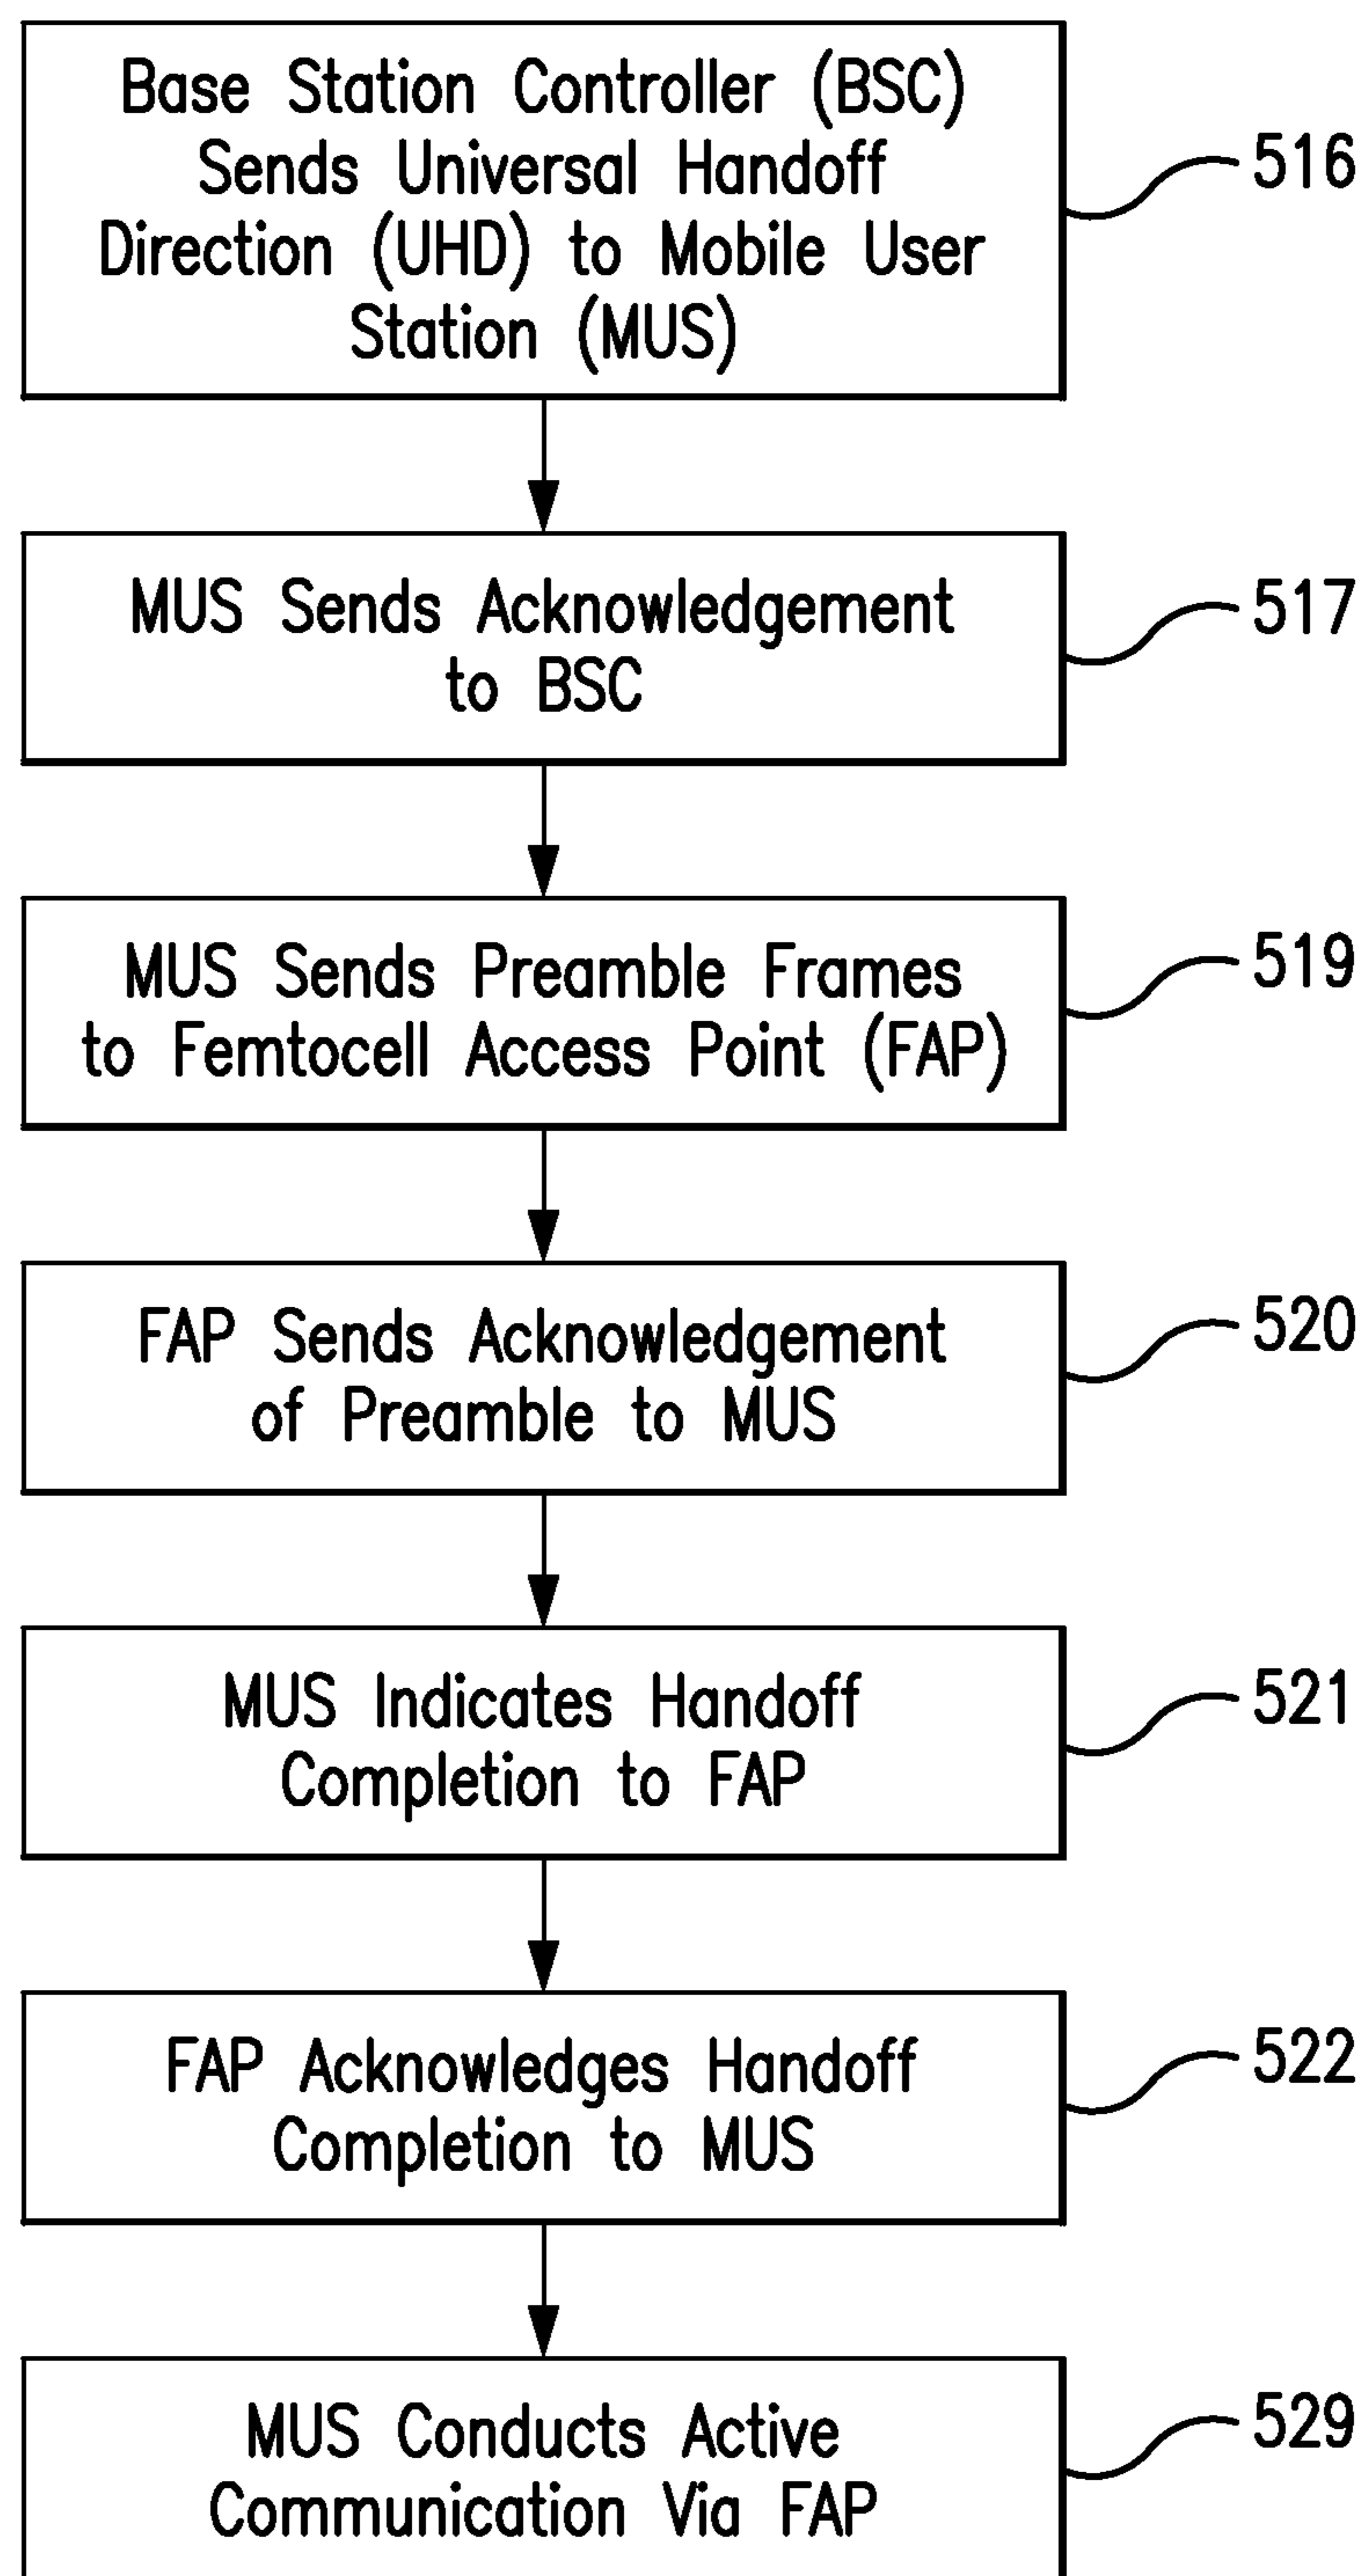 Base Station Controller (BSC)
Sends Universal Handoff
Direction (UHD) to Mobile User
Station (MUS)
516
MUS Sends Acknowledgement
to BSC
517
MUS Sends Preamble Frames
to Femtocell Access Point (FAP)
519
FAP Sends Acknowledgement
of Preamble to MUS
520
MUS Indicates Handoff
Completion to FAP
521
FAP Acknowledges Handoff
Completion to MUS
522
MUS Conducts Active
Communication Via FAP
529